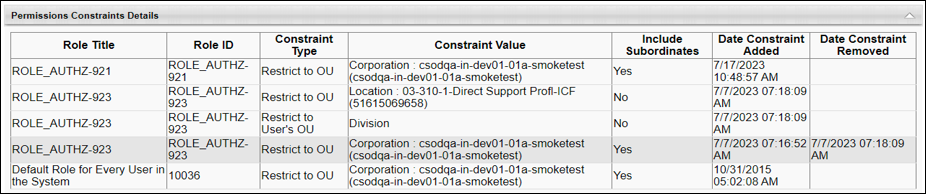 Permissions Constraints Details
Role Title Role ID Constraint Type Constraint Value Include Subordinates Date Constraint Added Date Constraint Removed
ROLE_AUTHZ-921 ROLE_AUTHZ-921 Restrict to OU Corporation : csodqa-in-dev01-01a-smoketest (csodqa-in-dev01-01a-smoketest) Yes 7/17/2023 10:48:57 AM
ROLE_AUTHZ-923 ROLE_AUTHZ-923 Restrict to OU Location : 03-310-1-Direct Support Profl-ICF (51615069658) No 7/7/2023 07:18:09 AM
ROLE_AUTHZ-923 ROLE_AUTHZ-923 Restrict to User's OU Division No 7/7/2023 07:18:09 AM
ROLE_AUTHZ-923 ROLE_AUTHZ-923 Restrict to OU Corporation : csodqa-in-dev01-01a-smoketest (csodqa-in-dev01-01a-smoketest) Yes 7/7/2023 07:16:52 AM 7/7/2023 07:18:09 AM
Default Role for Every User in the System 10036 Restrict to OU Corporation : csodqa-in-dev01-01a-smoketest (csodqa-in-dev01-01a-smoketest) Yes 10/31/2015 05:02:08 AM